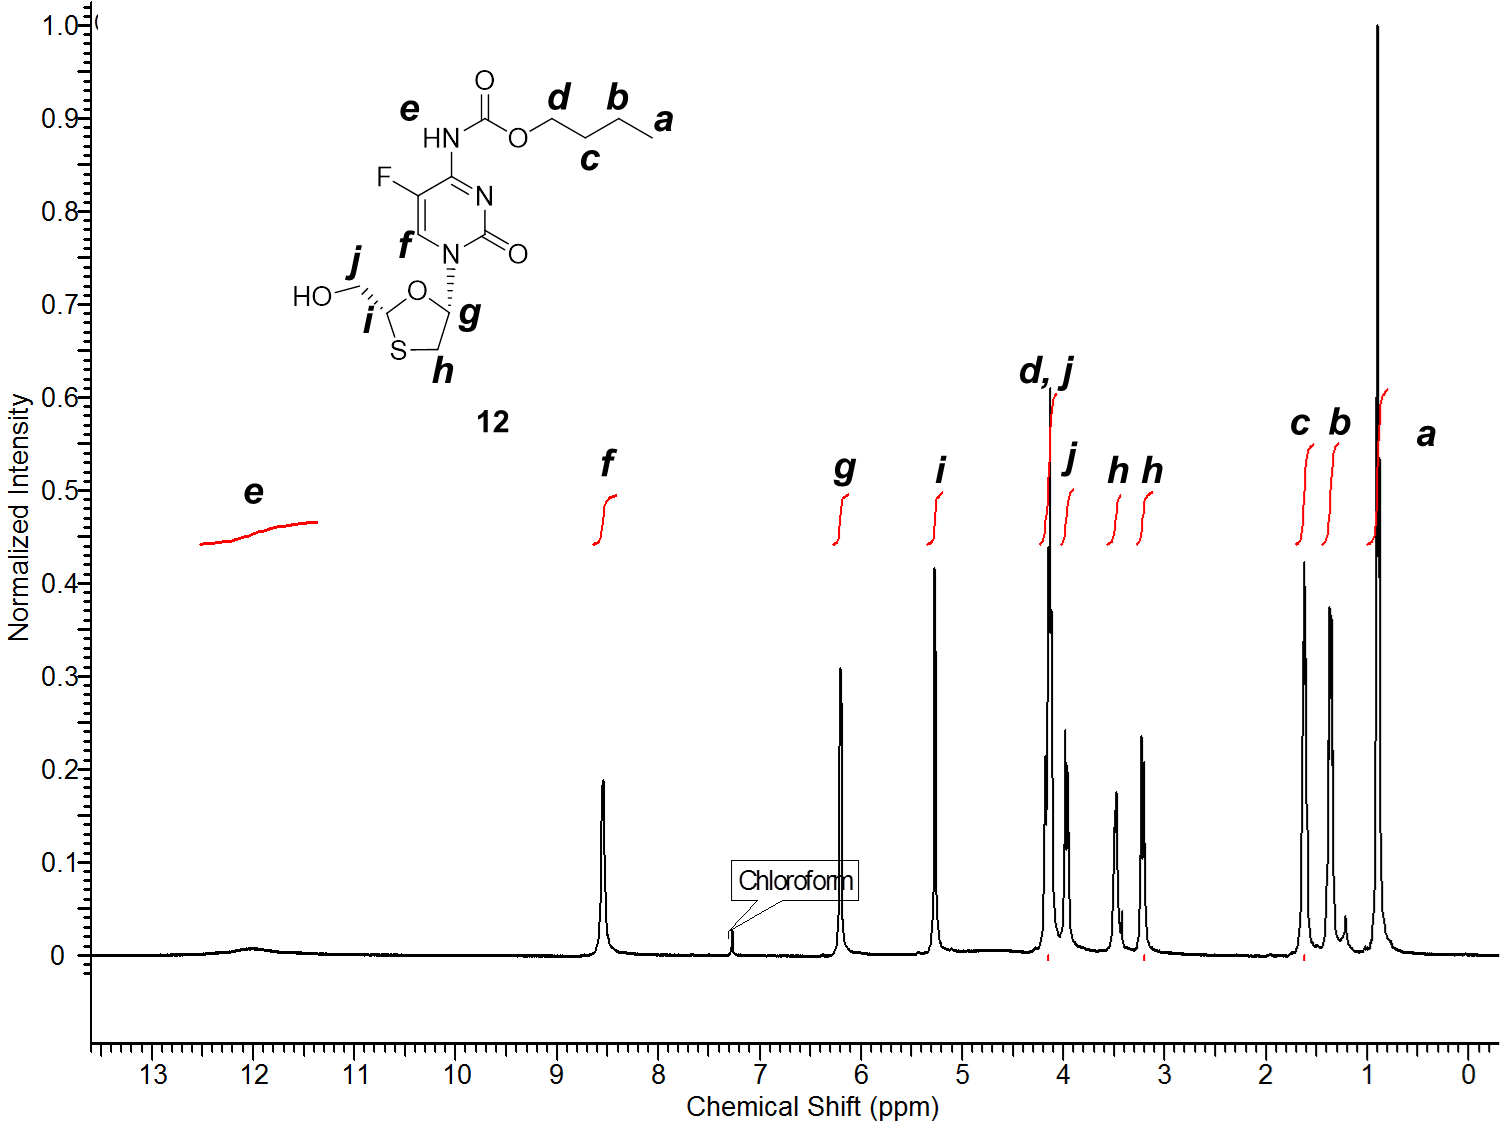 1.0
0.9
0.8
0.7
0.6
0.5
0.4
0.3
0.2
0.1
0
Normalized Intensity
O
e
d
b
a
HN
O
c
F
N
f
N
O
j
HO
O
i
g
S
h
12
d, j
c
b
a
f
g
i
j
h
h
e
Chloroform
13
12
11
10
9
8
7
6
5
4
3
2
1
0
Chemical Shift (ppm)